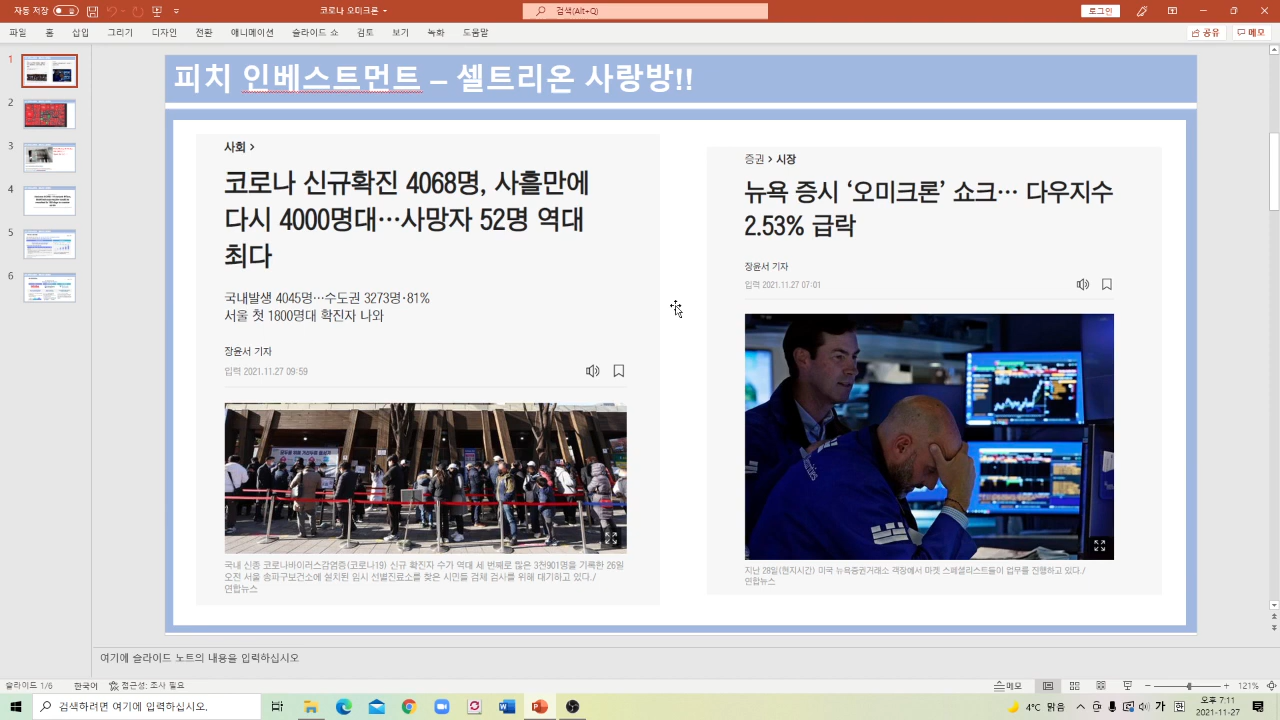 자동 저장
코로나 오미크론
검색(Alt+Q)
로그인
파일 홈 삽입 그리기 디자인 전환 애니메이션 슬라이드 쇼 검토 보기 녹화 도움말
공유
메모
1
2
3
4
5
6
피치 인베스트먼트 – 셀트리온 사랑방!!
사회 >
코로나 신규확진 4068명, 사흘만에
다시 4000명대…사망자 52명 역대
최다
국내발생 4045명…수도권 3273명·81%
서울 첫 1800명대 확진자 나와
장윤서 기자
입력 2021.11.27 09:59
국내 신종 코로나바이러스감염증(코로나19) 신규 확진자 수가 역대 세 번째로 많은 3천901명을 기록한 26일
오전 서울 송파구보건소에 설치된 임시 선별진료소를 찾은 시민들 검체 검사를 위해 대기하고 있다./
연합뉴스
증권 > 시장
뉴욕 증시 ‘오미크론’ 쇼크… 다우지수
2.53% 급락
장윤서 기자
입력 2021.11.27 07:01
지난 28일(현지시간) 미국 뉴욕증권거래소 객장에서 마켓 스페셜리스트들이 업무를 진행하고 있다./
연합뉴스
여기에 슬라이드 노트의 내용을 입력하십시오
슬라이드 1/6 한국어 접근성: 조사 필요
메모
121%
검색하려면 여기에 입력하십시오.
4°C 맑음
오후 7:11
2021-11-27